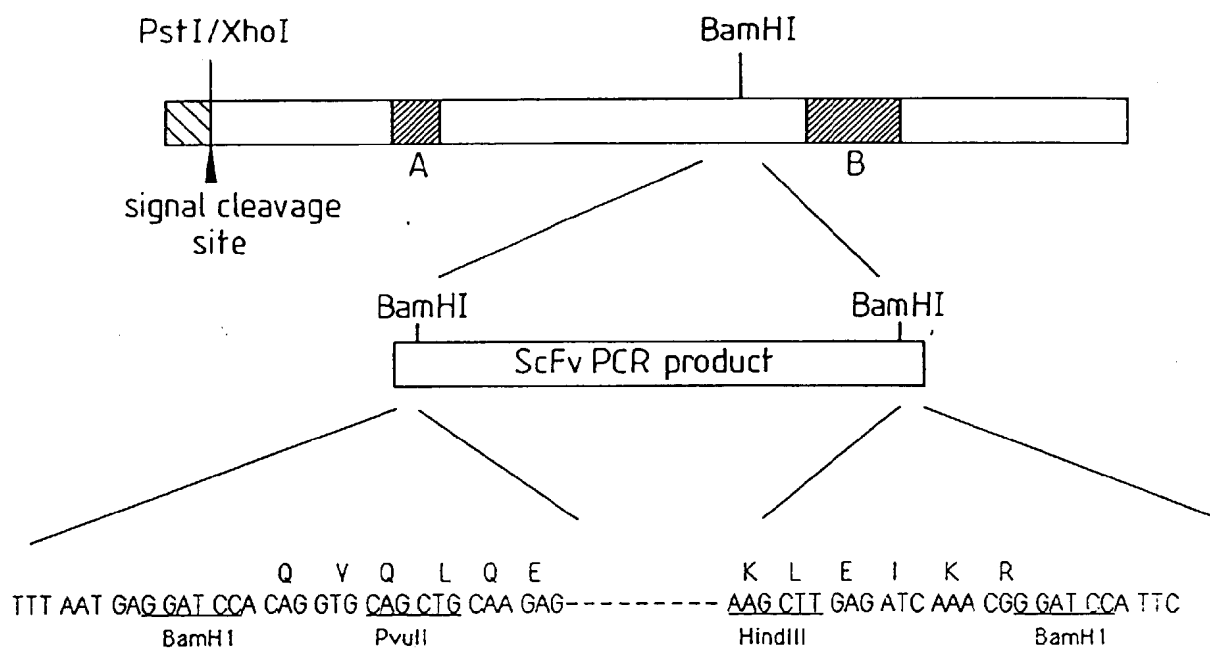 PstI/XhoI BamHI
A B
signal cleavage
site
BamHI BamHI
ScFv PCR product
Q V Q L Q E K L E I K R
TTT AAT GAG GAT CCA CAG GTG CAG CTG CAA GAG---------- AAG CTT GAG ATC AAA CGG GAT CCA TTC
BamH1 PvuII HindIII BamH1